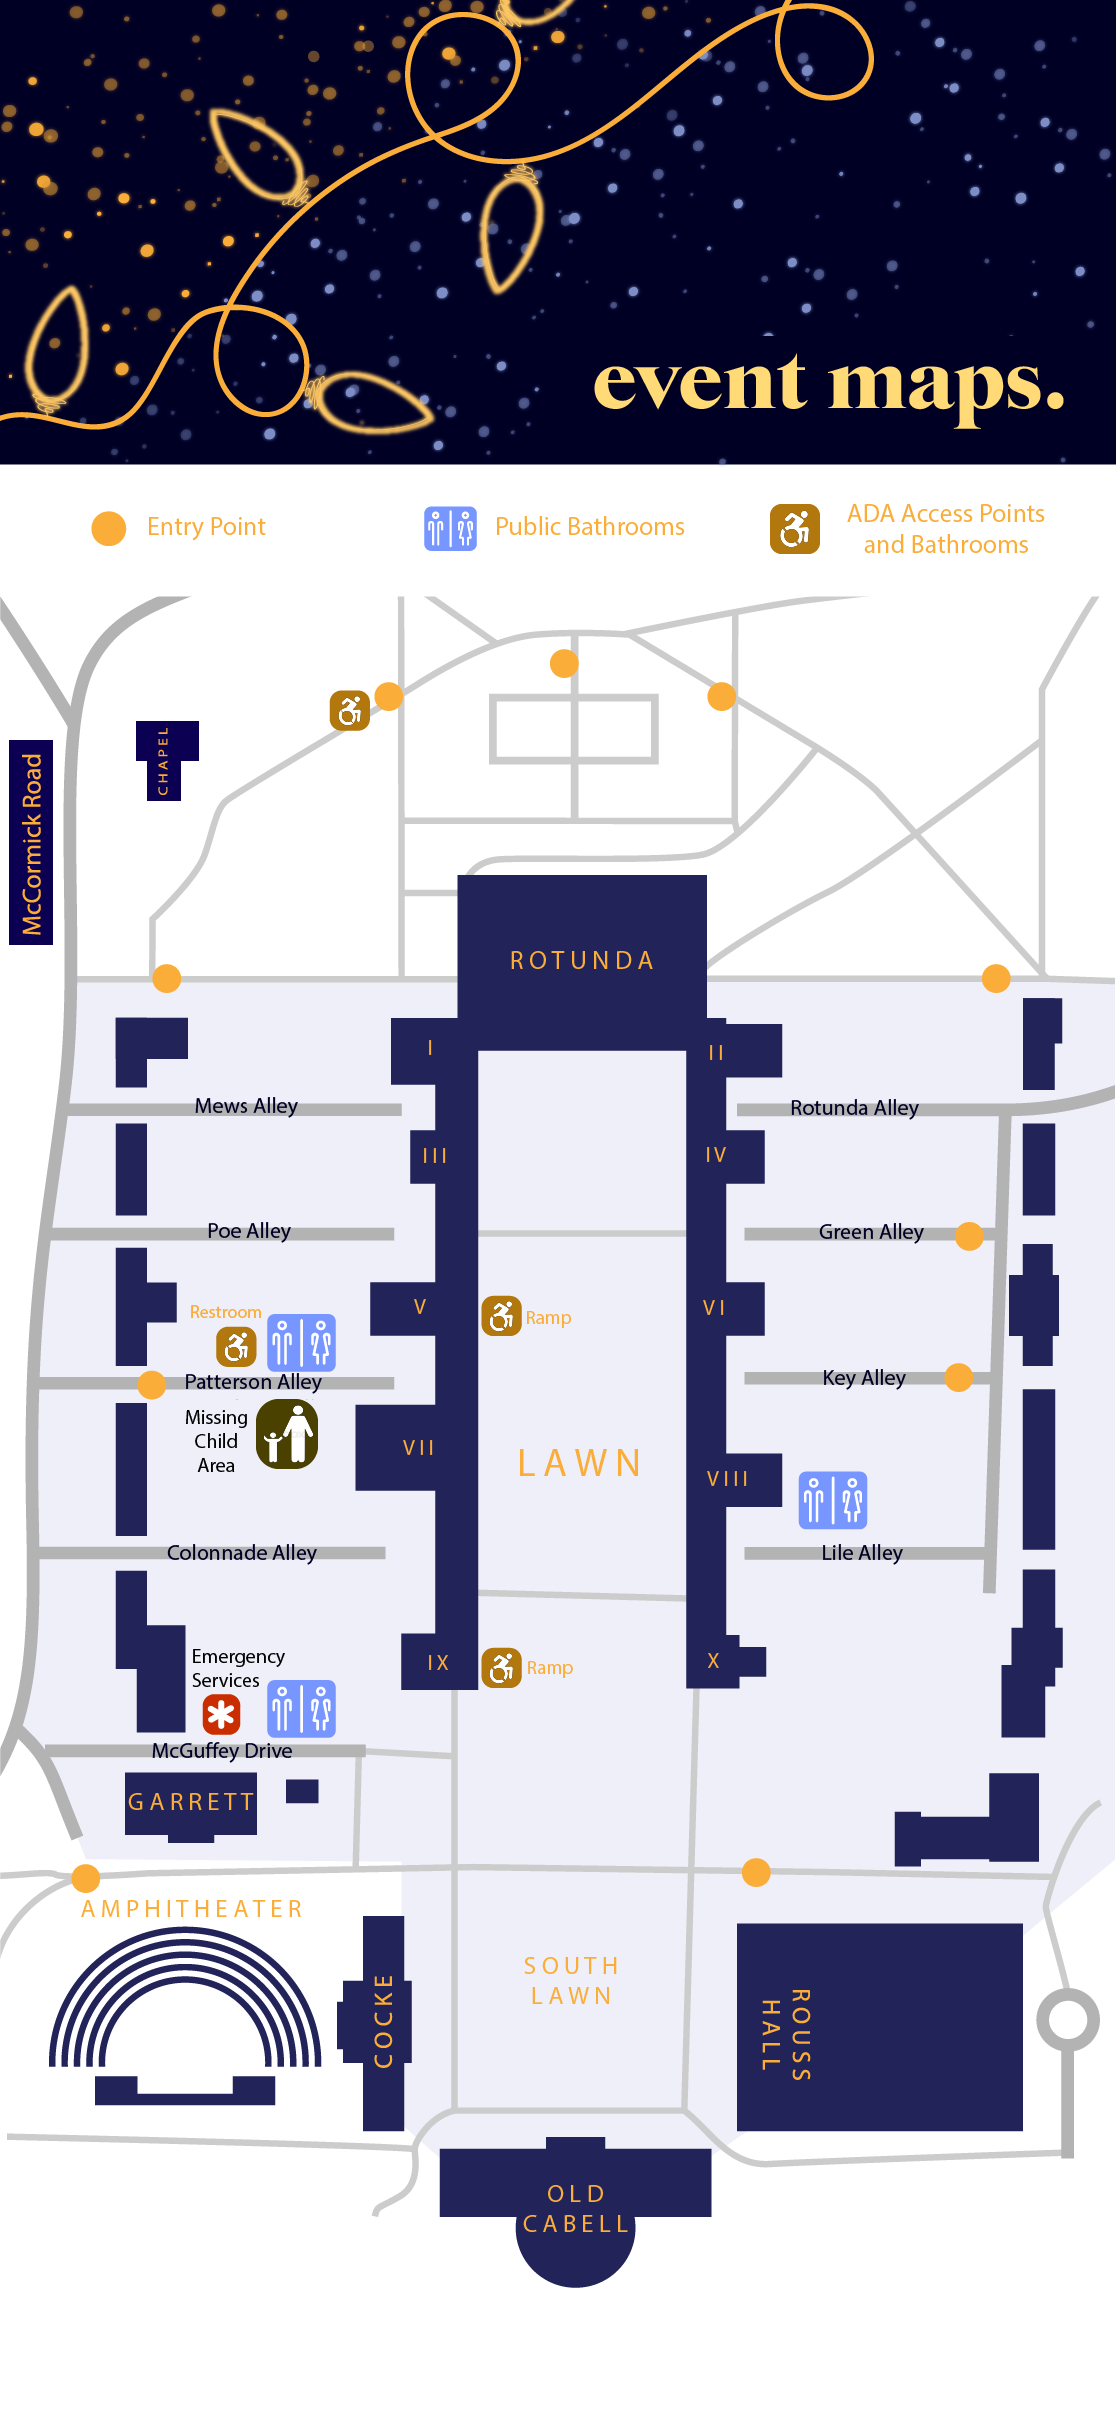 event maps.
Entry Point
Public Bathrooms
ADA Access Points
and Bathrooms
CHAPEL
McCormick Road
ROTUNDA
I
II
Mews Alley
Rotunda Alley
III
IV
Poe Alley
Green Alley
Restroom
V
Ramp
VI
Patterson Alley
Key Alley
Missing
Child
Area
VII
LAWN
VIII
Colonnade Alley
Lile Alley
Emergency
Services
IX
Ramp
X
McGuffey Drive
GARRETT
AMPHITHEATER
COCKE
SOUTH
LAWN
ROUSS
HALL
OLD
CABELL